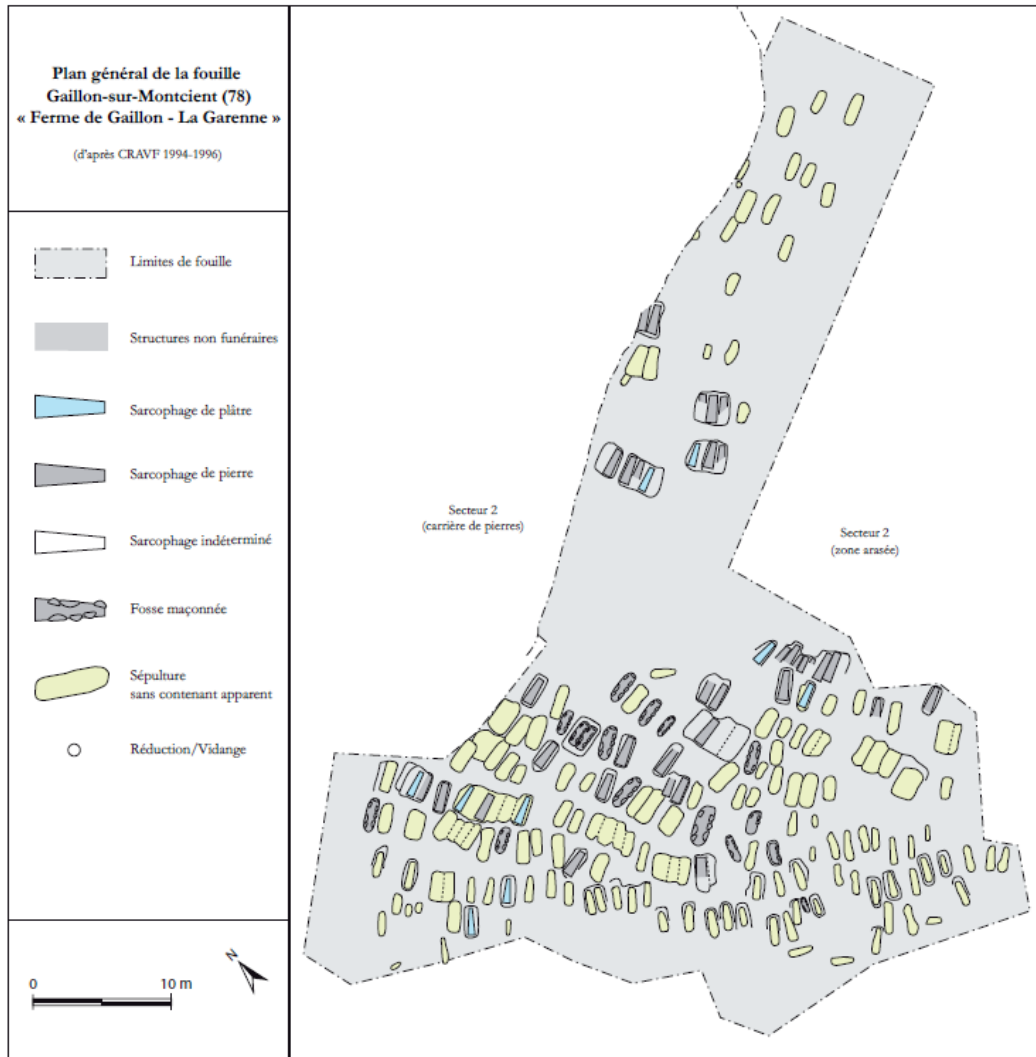 Plan général de la fouille
Gaillon-sur-Montcient (78)
« Ferme de Gaillon - La Garenne »
(d'après CRAVF 1994-1996)
Limites de fouille
Structures non funéraires
Sarcophage de plâtre
Sarcophage de pierre
Sarcophage indéterminé
Fosse maçonnée
Sépulture
sans contenant apparent
Réduction/Vidange
0 10 m
N
Secteur 2
(carrière de pierres)
Secteur 2
(zone arasée)